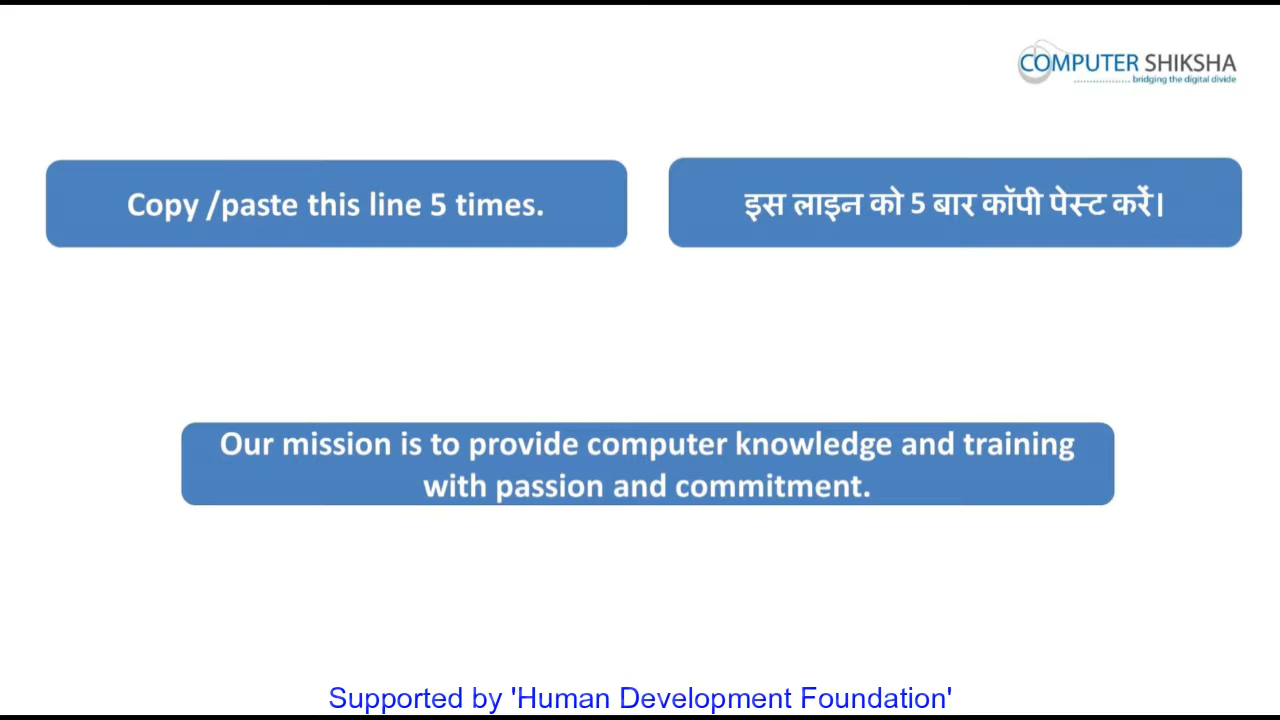 COMPUTER SHIKSHA
bridging the digital divide
Copy /paste this line 5 times.
इस लाइन को 5 बार कॉपी पेस्ट करें।
Our mission is to provide computer knowledge and training
with passion and commitment.
Supported by 'Human Development Foundation'